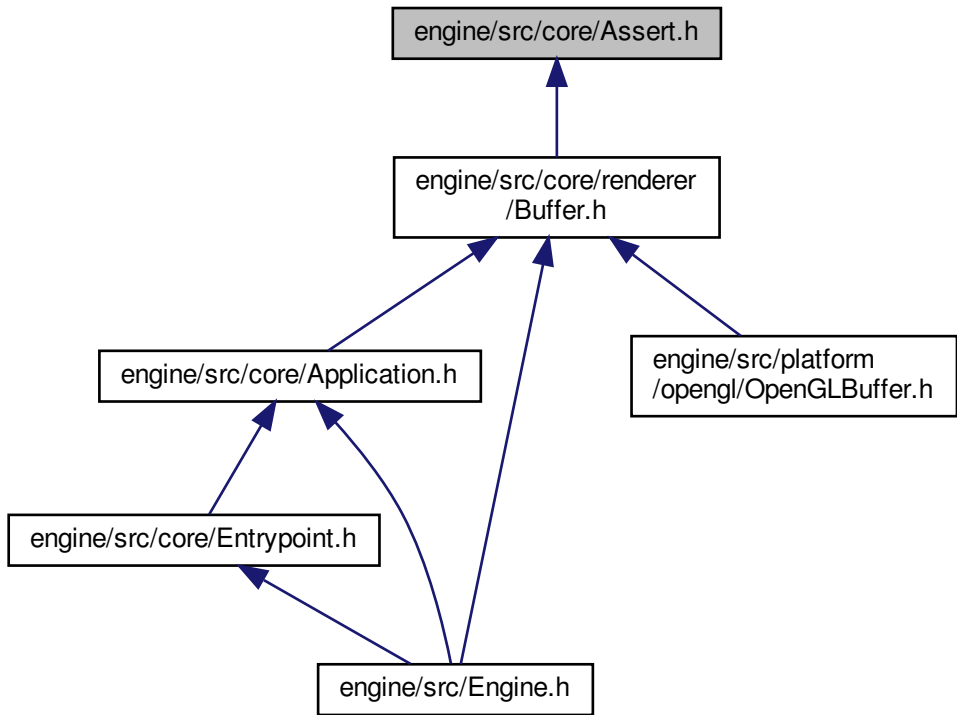 engine/src/core/Assert.h
engine/src/core/renderer
/Buffer.h
engine/src/core/Application.h
engine/src/platform
/opengl/OpenGLBuffer.h
engine/src/core/Entrypoint.h
engine/src/Engine.h